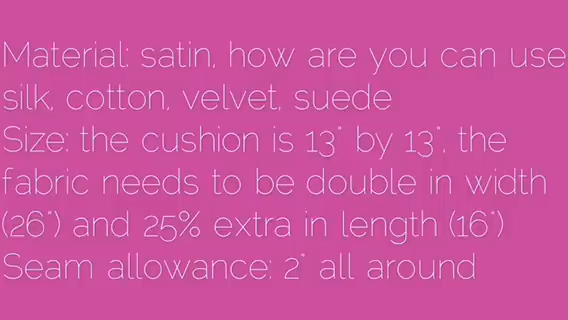 Material: satin, how are you can use
silk, cotton, velvet, suede
Size: the cushion is 13" by 13", the
fabric needs to be double in width
(26") and 25% extra in length (16")
Seam allowance: 2" all around